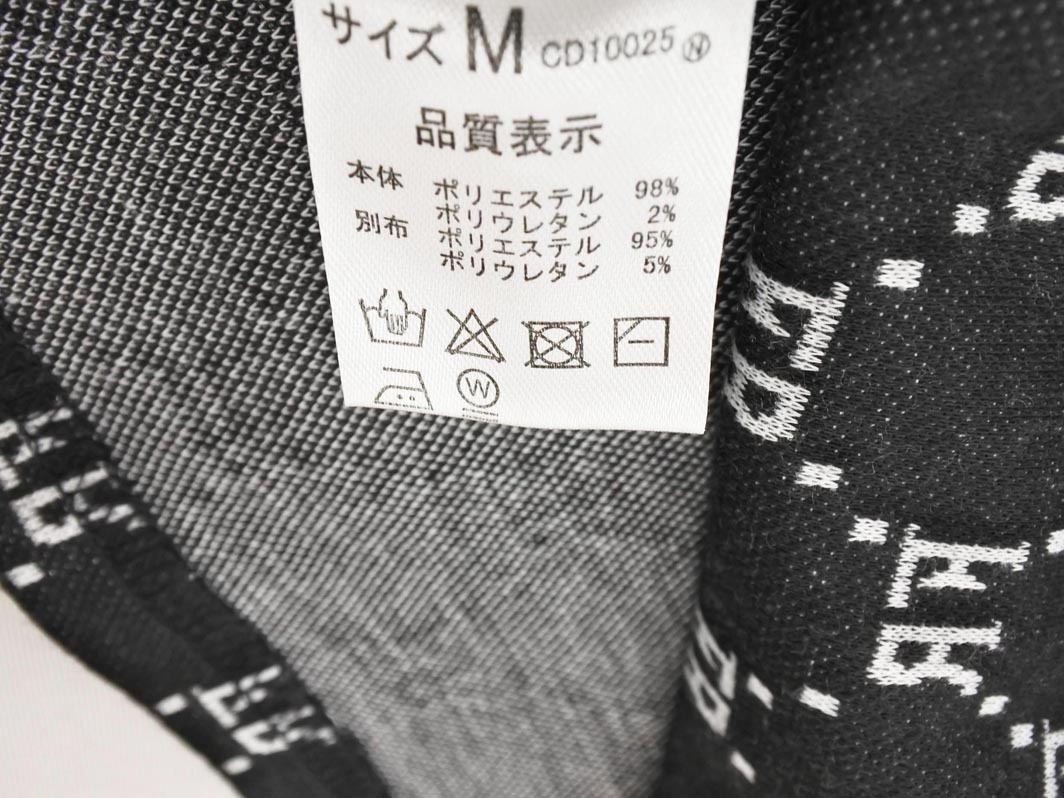 サイズ M CD10025 Ⓝ
品質表示
本体 ポリエステル 98%
ポリウレタン 2%
別布 ポリエステル 95%
ポリウレタン 5%
W